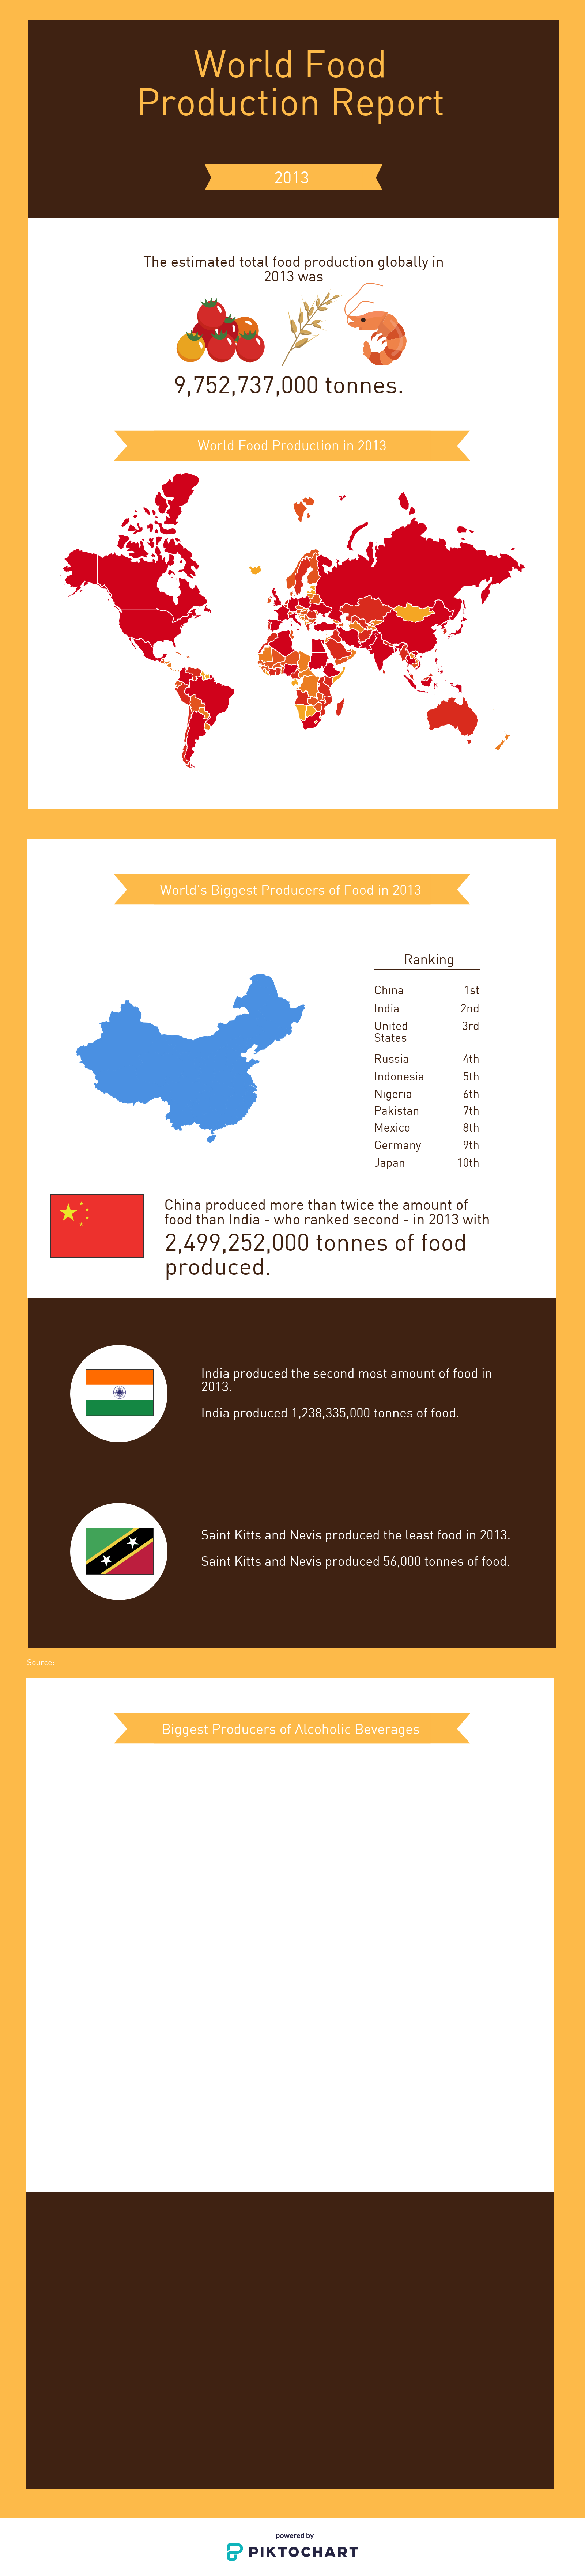 World Food
Production Report
2013
The estimated total food production globally in
2013 was
9,752,737,000 tonnes.
World Food Production in 2013
World's Biggest Producers of Food in 2013
Ranking
China 1st
India 2nd
United 3rd
States
Russia 4th
Indonesia 5th
Nigeria 6th
Pakistan 7th
Mexico 8th
Germany 9th
Japan 10th
China produced more than twice the amount of
food than India - who ranked second - in 2013 with
2,499,252,000 tonnes of food
produced.
India produced the second most amount of food in
2013.
India produced 1,238,335,000 tonnes of food.
Saint Kitts and Nevis produced the least food in 2013.
Saint Kitts and Nevis produced 56,000 tonnes of food.
Source:
Biggest Producers of Alcoholic Beverages
powered by
PIKTOCHART